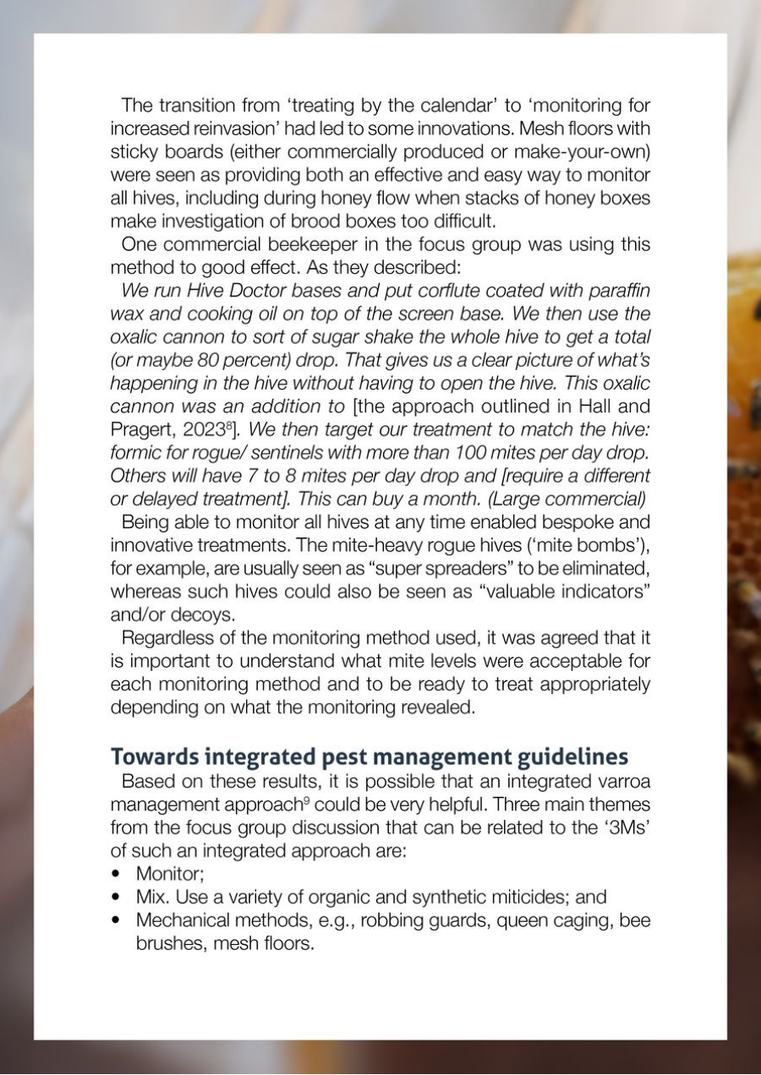 The transition from ‘treating by the calendar’ to ‘monitoring for
increased reinvasion’ had led to some innovations. Mesh floors with
sticky boards (either commercially produced or make-your-own)
were seen as providing both an effective and easy way to monitor
all hives, including during honey flow when stacks of honey boxes
make investigation of brood boxes too difficult.
One commercial beekeeper in the focus group was using this
method to good effect. As they described:
We run Hive Doctor bases and put corflute coated with paraffin
wax and cooking oil on top of the screen base. We then use the
oxalic cannon to sort of sugar shake the whole hive to get a total
(or maybe 80 percent) drop. That gives us a clear picture of what’s
happening in the hive without having to open the hive. This oxalic
cannon was an addition to [the approach outlined in Hall and
Pragert, 2023⁸]. We then target our treatment to match the hive:
formic for rogue/ sentinels with more than 100 mites per day drop.
Others will have 7 to 8 mites per day drop and [require a different
or delayed treatment]. This can buy a month. (Large commercial)
Being able to monitor all hives at any time enabled bespoke and
innovative treatments. The mite-heavy rogue hives (‘mite bombs’),
for example, are usually seen as “super spreaders” to be eliminated,
whereas such hives could also be seen as “valuable indicators”
and/or decoys.
Regardless of the monitoring method used, it was agreed that it
is important to understand what mite levels were acceptable for
each monitoring method and to be ready to treat appropriately
depending on what the monitoring revealed.
Towards integrated pest management guidelines
Based on these results, it is possible that an integrated varroa
management approach⁹ could be very helpful. Three main themes
from the focus group discussion that can be related to the ‘3Ms’
of such an integrated approach are:
• Monitor;
• Mix. Use a variety of organic and synthetic miticides; and
• Mechanical methods, e.g., robbing guards, queen caging, bee
brushes, mesh floors.